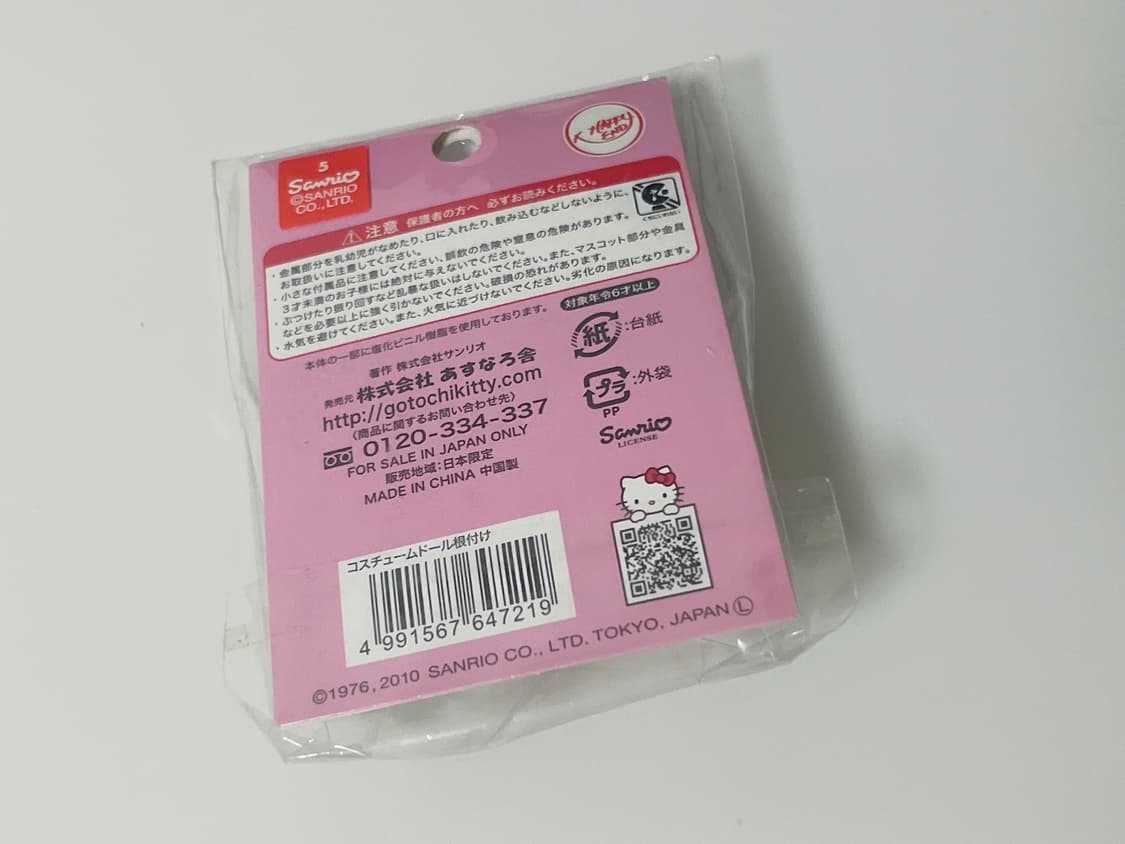 5
Sanrio
©SANRIO
CO., LTD.
HAPPY
END
注意 保護者の方へ 必ずお読みください。
・金属部分を乳幼児がなめたり、口に入れたり、飲み込むなどしないように、
お取扱いに注意してください。
・小さな付属品に注意してください、誤飲の危険や窒息の危険があります。
3才未満のお子様には絶対に与えないでください。
・ぶつけたり振り回すなど乱暴な扱いはしないでください。また、マスコット部分や金具
などを必要以上に強く引かないでください。破損の恐れがあります。
・水気を避けてください。また、火気に近づけないでください。劣化の原因になります。
くちにいれない
本体の一部に塩化ビニル樹脂を使用しております。
著作 株式会社サンリオ
発売元 株式会社 あすなろ舎
http://gotochikitty.com
〈商品に関するお問い合わせ先〉
0120-334-337
FOR SALE IN JAPAN ONLY
販売地域:日本限定
MADE IN CHINA 中国製
対象年令6才以上
紙:台紙
プラ:外袋
PP
Sanrio
LICENSE
コスチュームドール根付け
4 991567 647219
©1976, 2010 SANRIO CO., LTD. TOKYO, JAPAN Ⓛ